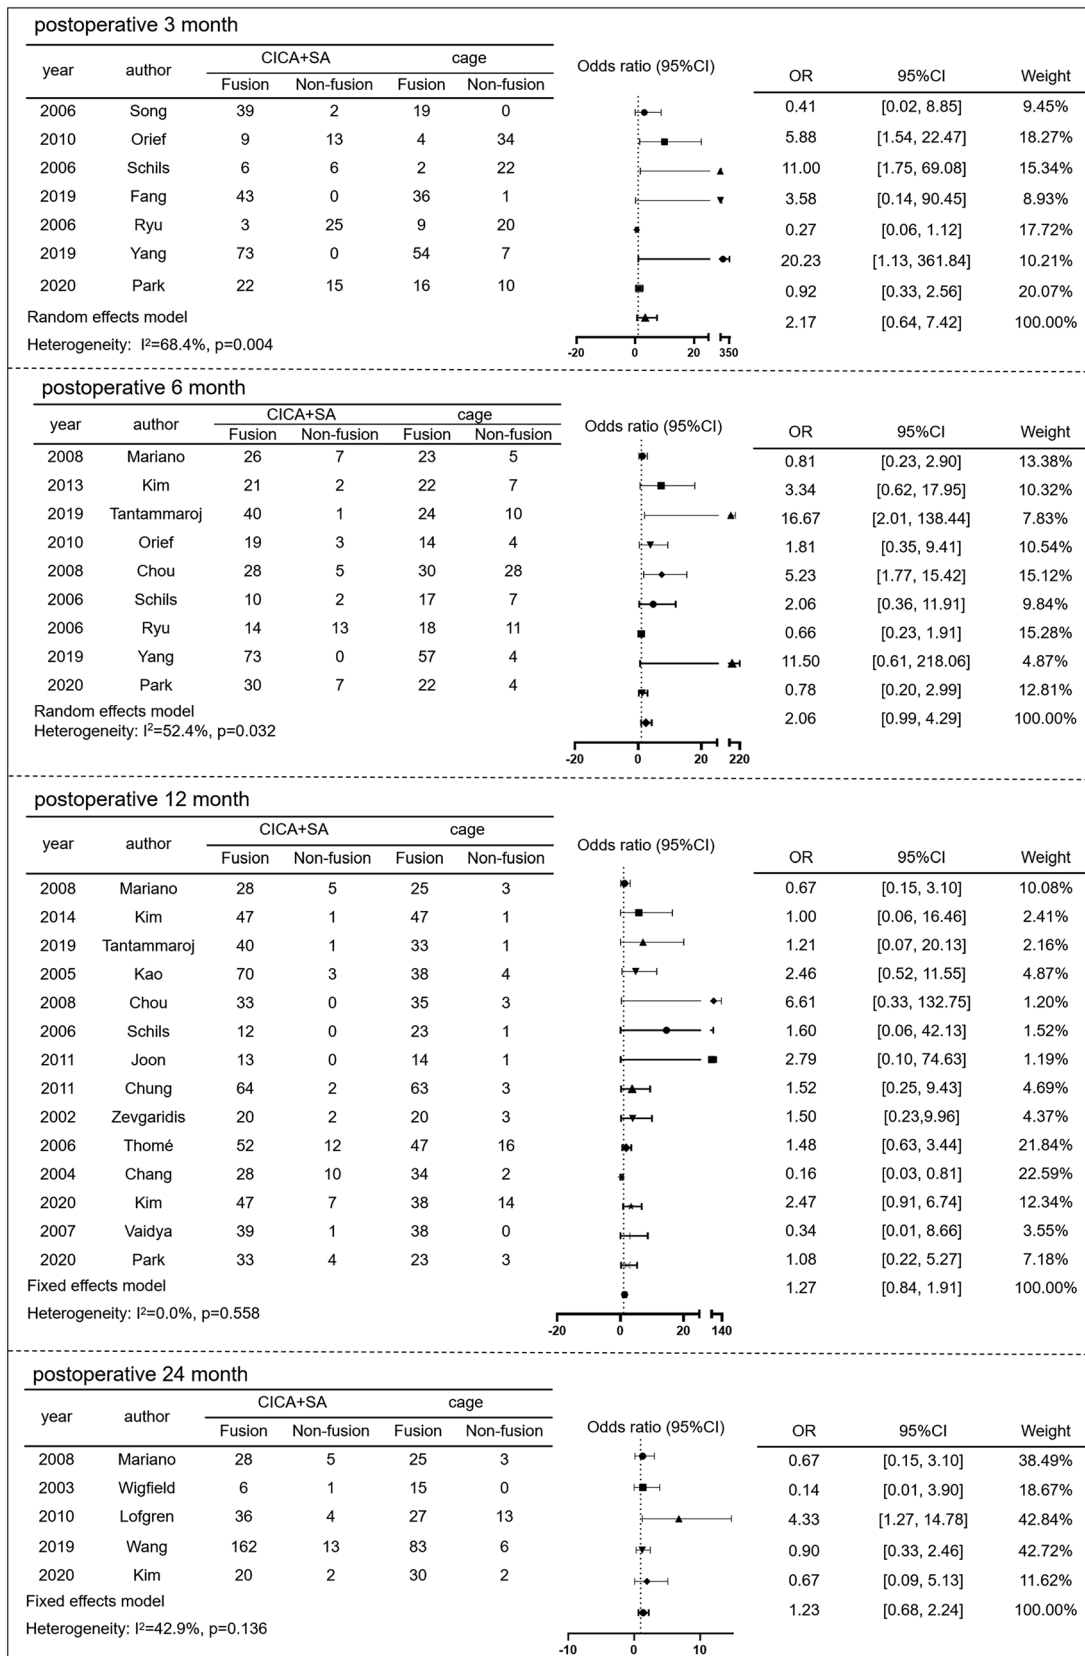 postoperative 3 month
year author CICA+SA cage Odds ratio (95%CI) OR 95%CI Weight
Fusion Non-fusion Fusion Non-fusion
2006 Song 39 2 19 0 0.41 [0.02, 8.85] 9.45%
2010 Orief 9 13 4 34 5.88 [1.54, 22.47] 18.27%
2006 Schils 6 6 2 22 11.00 [1.75, 69.08] 15.34%
2019 Fang 43 0 36 1 3.58 [0.14, 90.45] 8.93%
2006 Ryu 3 25 9 20 0.27 [0.06, 1.12] 17.72%
2019 Yang 73 0 54 7 20.23 [1.13, 361.84] 10.21%
2020 Park 22 15 16 10 0.92 [0.33, 2.56] 20.07%
Random effects model 2.17 [0.64, 7.42] 100.00%
Heterogeneity: I²=68.4%, p=0.004
-20 0 20 350
postoperative 6 month
year author CICA+SA cage Odds ratio (95%CI) OR 95%CI Weight
Fusion Non-fusion Fusion Non-fusion
2008 Mariano 26 7 23 5 0.81 [0.23, 2.90] 13.38%
2013 Kim 21 2 22 7 3.34 [0.62, 17.95] 10.32%
2019 Tantammaroj 40 1 24 10 16.67 [2.01, 138.44] 7.83%
2010 Orief 19 3 14 4 1.81 [0.35, 9.41] 10.54%
2008 Chou 28 5 30 28 5.23 [1.77, 15.42] 15.12%
2006 Schils 10 2 17 7 2.06 [0.36, 11.91] 9.84%
2006 Ryu 14 13 18 11 0.66 [0.23, 1.91] 15.28%
2019 Yang 73 0 57 4 11.50 [0.61, 218.06] 4.87%
2020 Park 30 7 22 4 0.78 [0.20, 2.99] 12.81%
Random effects model 2.06 [0.99, 4.29] 100.00%
Heterogeneity: I²=52.4%, p=0.032
-20 0 20 220
postoperative 12 month
year author CICA+SA cage Odds ratio (95%CI) OR 95%CI Weight
Fusion Non-fusion Fusion Non-fusion
2008 Mariano 28 5 25 3 0.67 [0.15, 3.10] 10.08%
2014 Kim 47 1 47 1 1.00 [0.06, 16.46] 2.41%
2019 Tantammaroj 40 1 33 1 1.21 [0.07, 20.13] 2.16%
2005 Kao 70 3 38 4 2.46 [0.52, 11.55] 4.87%
2008 Chou 33 0 35 3 6.61 [0.33, 132.75] 1.20%
2006 Schils 12 0 23 1 1.60 [0.06, 42.13] 1.52%
2011 Joon 13 0 14 1 2.79 [0.10, 74.63] 1.19%
2011 Chung 64 2 63 3 1.52 [0.25, 9.43] 4.69%
2002 Zevgaridis 20 2 20 3 1.50 [0.23,9.96] 4.37%
2006 Thomé 52 12 47 16 1.48 [0.63, 3.44] 21.84%
2004 Chang 28 10 34 2 0.16 [0.03, 0.81] 22.59%
2020 Kim 47 7 38 14 2.47 [0.91, 6.74] 12.34%
2007 Vaidya 39 1 38 0 0.34 [0.01, 8.66] 3.55%
2020 Park 33 4 23 3 1.08 [0.22, 5.27] 7.18%
Fixed effects model 1.27 [0.84, 1.91] 100.00%
Heterogeneity: I²=0.0%, p=0.558
-20 0 20 140
postoperative 24 month
year author CICA+SA cage Odds ratio (95%CI) OR 95%CI Weight
Fusion Non-fusion Fusion Non-fusion
2008 Mariano 28 5 25 3 0.67 [0.15, 3.10] 38.49%
2003 Wigfield 6 1 15 0 0.14 [0.01, 3.90] 18.67%
2010 Lofgren 36 4 27 13 4.33 [1.27, 14.78] 42.84%
2019 Wang 162 13 83 6 0.90 [0.33, 2.46] 42.72%
2020 Kim 20 2 30 2 0.67 [0.09, 5.13] 11.62%
Fixed effects model 1.23 [0.68, 2.24] 100.00%
Heterogeneity: I²=42.9%, p=0.136
-10 0 10